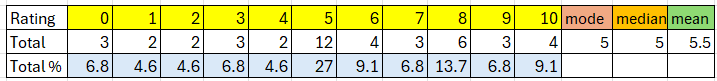 Rating 0 1 2 3 4 5 6 7 8 9 10 mode median mean
Total 3 2 2 3 2 12 4 3 6 3 4 5 5 5.5
Total % 6.8 4.6 4.6 6.8 4.6 27 9.1 6.8 13.7 6.8 9.1